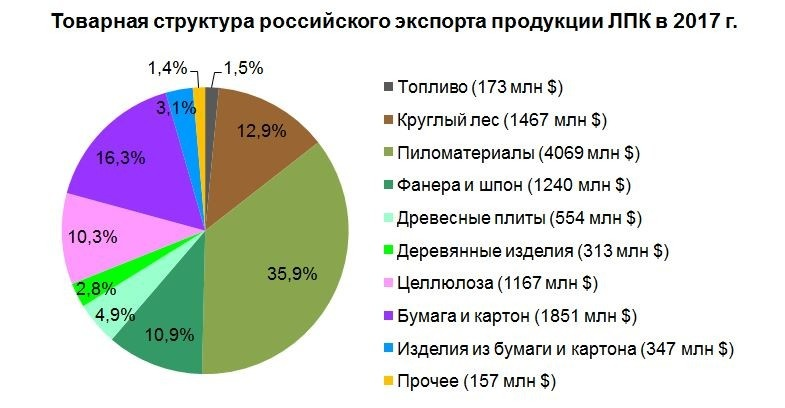 Товарная структура российского экспорта продукции ЛПК в 2017 г.
1,4%
1,5%
3,1%
12,9%
16,3%
10,3%
35,9%
2,8%
4,9%
10,9%
Топливо (173 млн $)
Круглый лес (1467 млн $)
Пиломатериалы (4069 млн $)
Фанера и шпон (1240 млн $)
Древесные плиты (554 млн $)
Деревянные изделия (313 млн $)
Целлюлоза (1167 млн $)
Бумага и картон (1851 млн $)
Изделия из бумаги и картона (347 млн $)
Прочее (157 млн $)